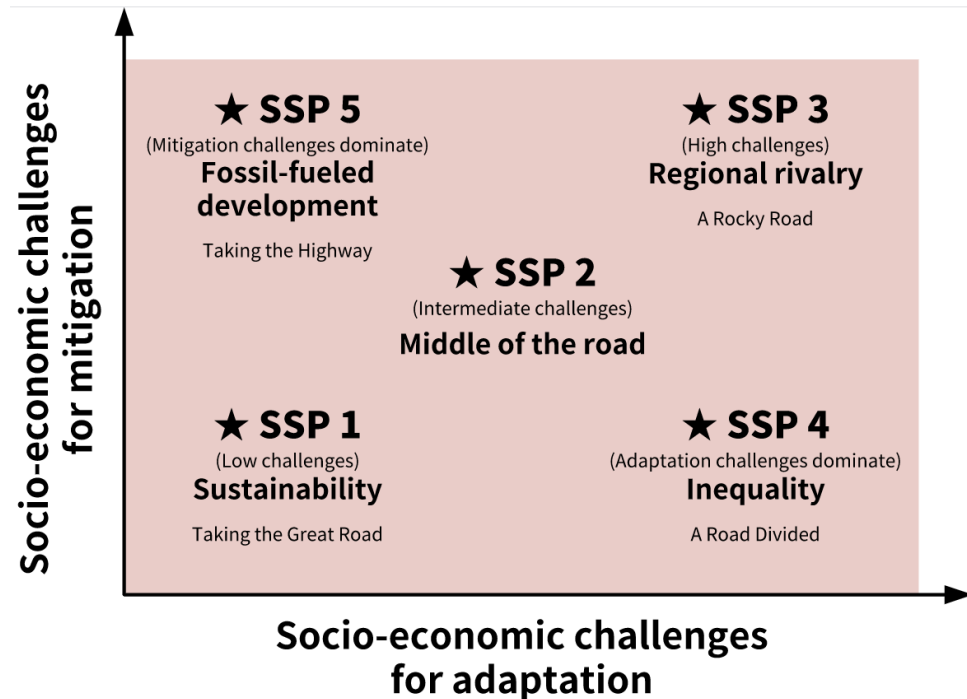 Socio-economic challenges
for mitigation
★ SSP 5
(Mitigation challenges dominate)
Fossil-fueled
development
Taking the Highway
★ SSP 3
(High challenges)
Regional rivalry
A Rocky Road
★ SSP 2
(Intermediate challenges)
Middle of the road
★ SSP 1
(Low challenges)
Sustainability
Taking the Great Road
★ SSP 4
(Adaptation challenges dominate)
Inequality
A Road Divided
Socio-economic challenges
for adaptation